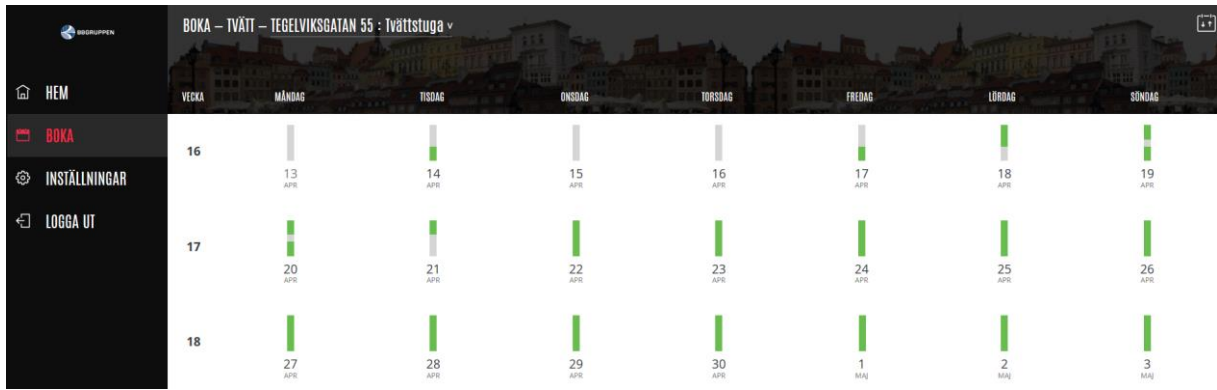 BBGRUPPEN
BOKA – TVÄTT – TEGELVIKSGATAN 55 : Tvättstuga
HEM
BOKA
INSTÄLLNINGAR
LOGGA UT
VECKA MÅNDAG TISDAG ONSDAG TORSDAG FREDAG LÖRDAG SÖNDAG
16
13 14 15 16 17 18 19
APR APR APR APR APR APR APR
17
20 21 22 23 24 25 26
APR APR APR APR APR APR APR
18
27 28 29 30 1 2 3
APR APR APR APR MAJ MAJ MAJ